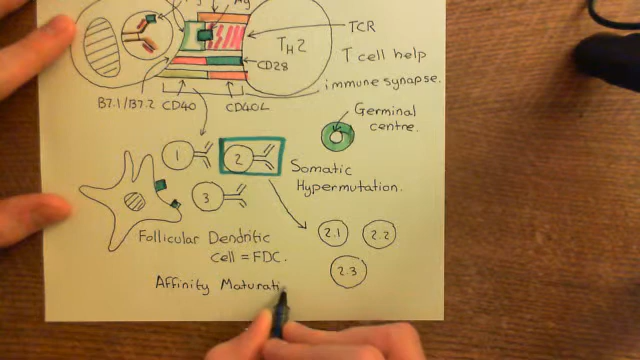 Ag
TCR
TH2
T cell help
CD28
immune synapse.
B7.1/B7.2 CD40 CD40L
Germinal
centre.
1
2
3
Somatic
Hypermutation.
2.1
2.2
2.3
Follicular Dendritic
Cell = FDC.
Affinity Maturati